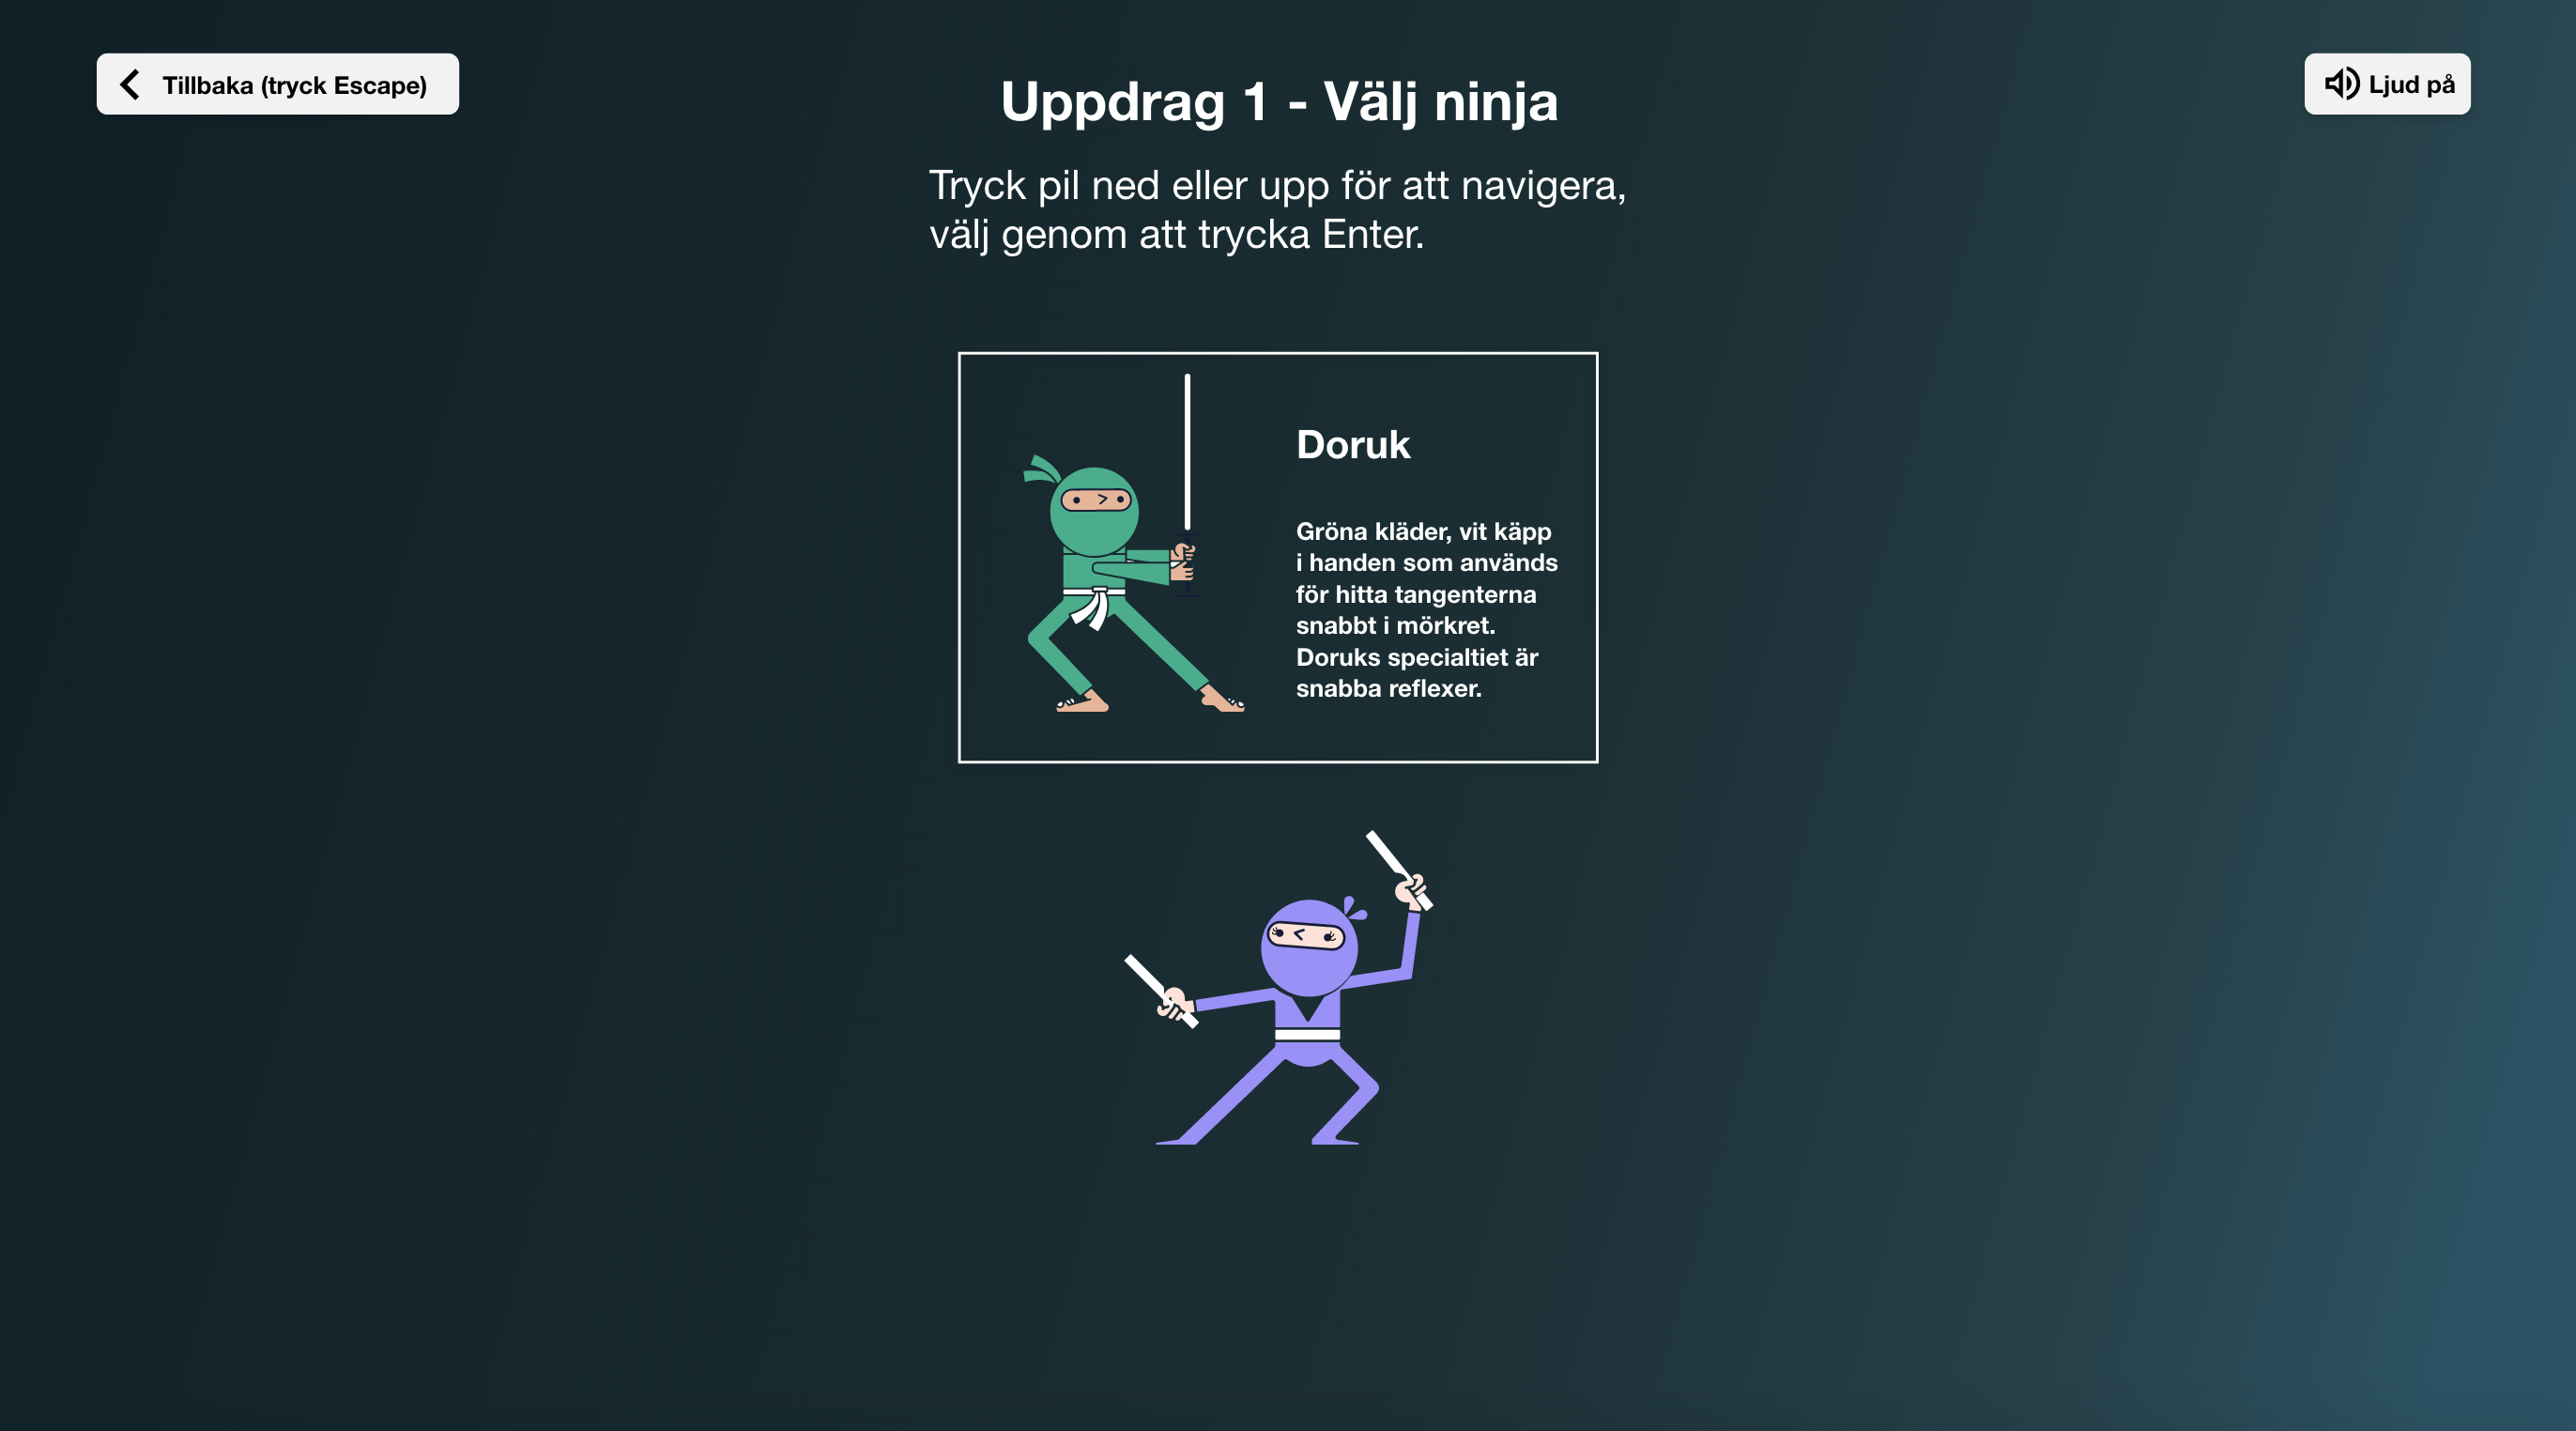 Tillbaka (tryck Escape)
Uppdrag 1 - Välj ninja
Ljud på
Tryck pil ned eller upp för att navigera,
välj genom att trycka Enter.
Doruk
Gröna kläder, vit käpp
i handen som används
för hitta tangenterna
snabbt i mörkret.
Doruks specialtiet är
snabba reflexer.